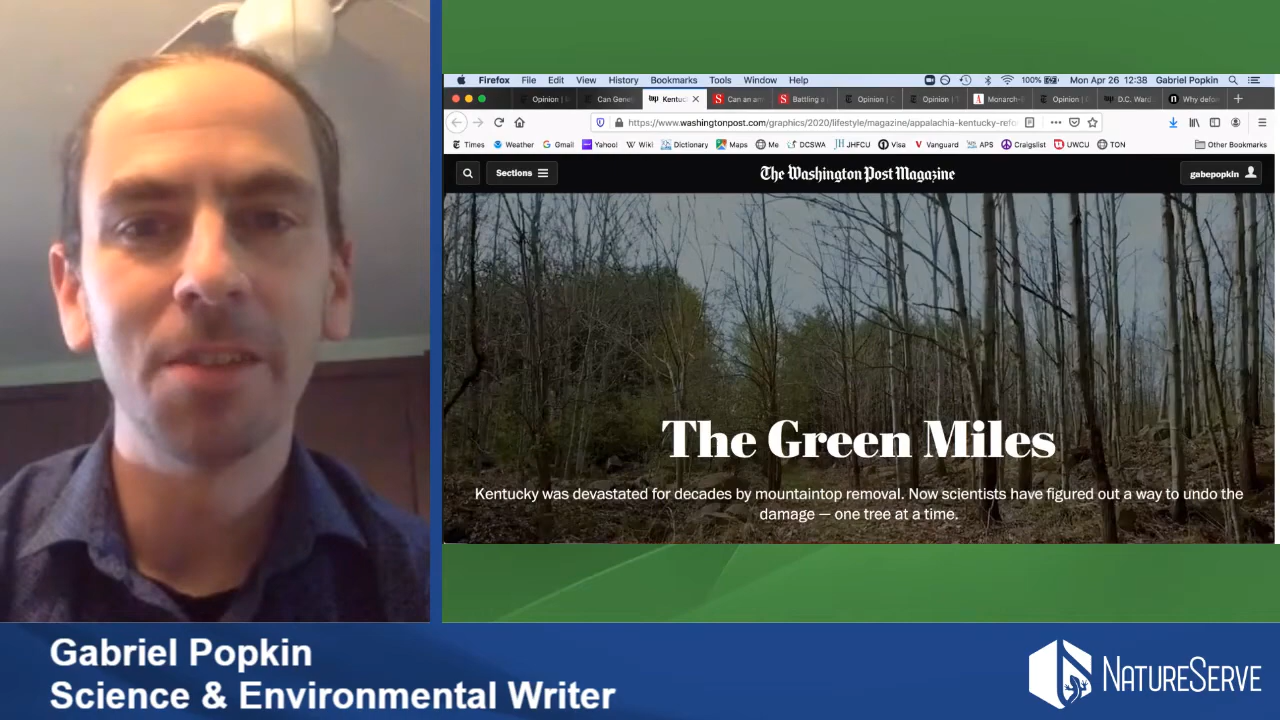 Firefox File Edit View History Bookmarks Tools Window Help 100% Mon Apr 26 12:38 Gabriel Popkin
Opinion | Can Gene Kentuc Can an am Battling a Opinion | C Opinion | Monarch- Opinion | D.C. Ward Why defo
https://www.washingtonpost.com/graphics/2020/lifestyle/magazine/appalachia-kentucky-refo
Times Weather Gmail Yahoo! Wiki Dictionary Maps Me DCSWA JHFCU Visa Vanguard APS Craigslist UWCU TON Other Bookmarks
Sections The Washington Post Magazine gabepopkin
The Green Miles
Kentucky was devastated for decades by mountaintop removal. Now scientists have figured out a way to undo the
damage — one tree at a time.
Gabriel Popkin
Science & Environmental Writer
NATURESERVE